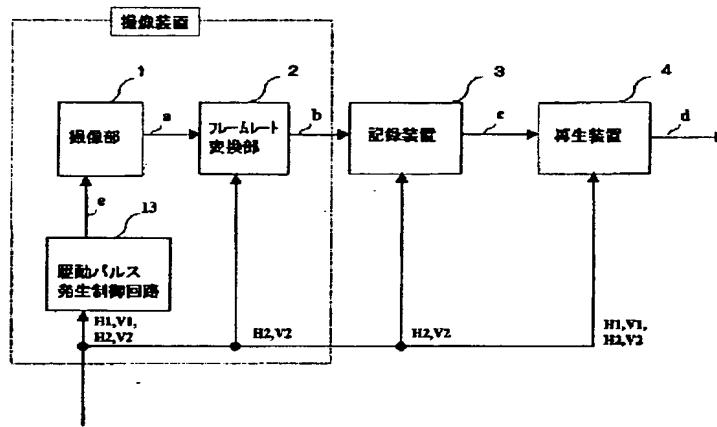 撮像装置
1
2
3
4
撮像部
a
フレームレート
変換部
b
記録装置
c
再生装置
d
e
13
駆動パルス
発生制御回路
H1,V1,
H2,V2
H2,V2
H2,V2
H1,V1,
H2,V2